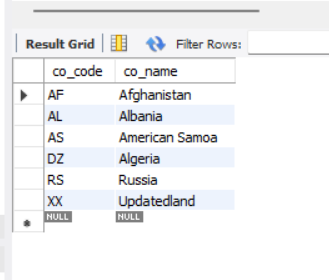 Result Grid Filter Rows:
co_code co_name
AF Afghanistan
AL Albania
AS American Samoa
DZ Algeria
RS Russia
XX Updatedland
NULL NULL